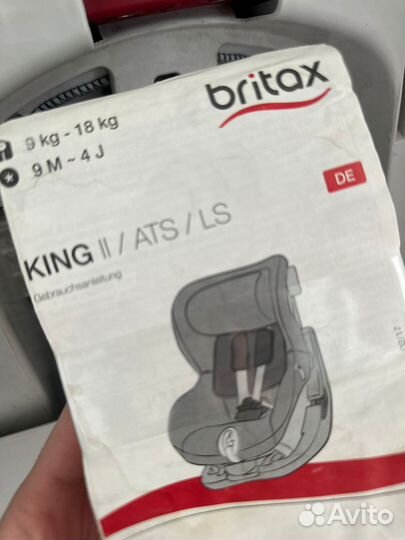 britax
9 kg - 18 kg
9 M ~ 4 J
DE
KING II / ATS / LS
Gebrauchsanleitung
Avito